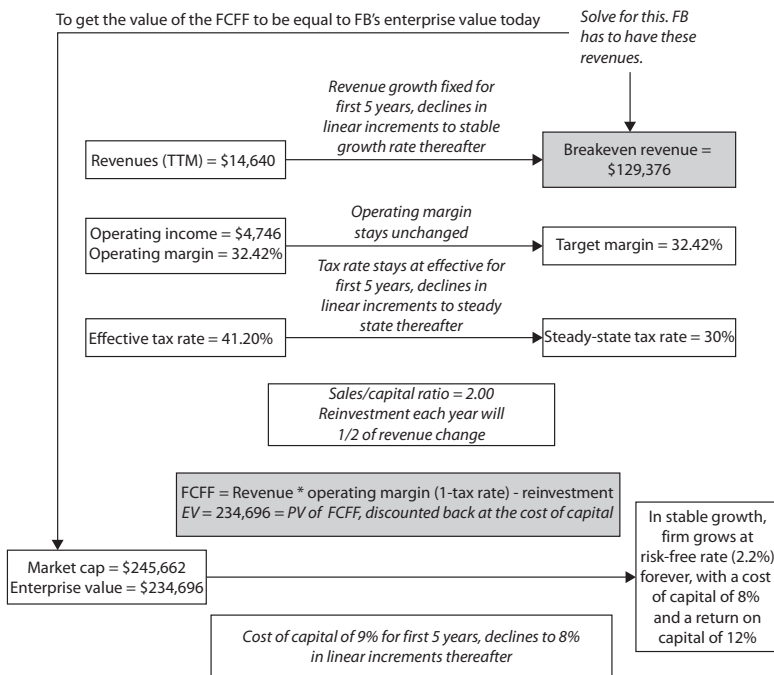 To get the value of the FCFF to be equal to FB's enterprise value today
Solve for this. FB
has to have these
revenues.
Revenue growth fixed for
first 5 years, declines in
linear increments to stable
growth rate thereafter
Revenues (TTM) = $14,640
Breakeven revenue =
$129,376
Operating income = $4,746
Operating margin = 32.42%
Operating margin
stays unchanged
Target margin = 32.42%
Tax rate stays at effective for
first 5 years, declines in
linear increments to steady
state thereafter
Effective tax rate = 41.20%
Steady-state tax rate = 30%
Sales/capital ratio = 2.00
Reinvestment each year will
1/2 of revenue change
FCFF = Revenue * operating margin (1-tax rate) - reinvestment
EV = 234,696 = PV of FCFF, discounted back at the cost of capital
Market cap = $245,662
Enterprise value = $234,696
In stable growth,
firm grows at
risk-free rate (2.2%)
forever, with a cost
of capital of 8%
and a return on
capital of 12%
Cost of capital of 9% for first 5 years, declines to 8%
in linear increments thereafter